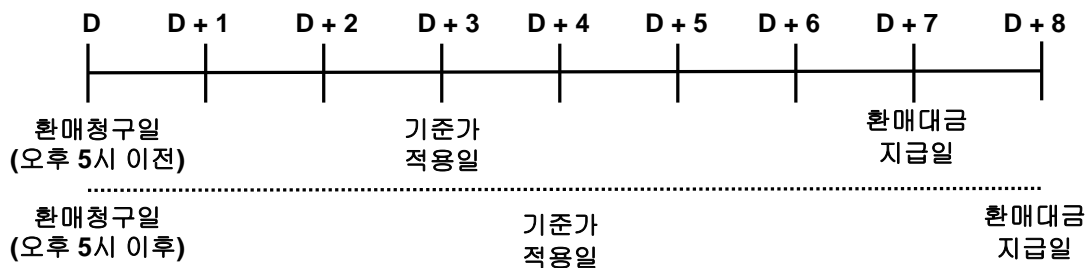 D D + 1 D + 2 D + 3 D + 4 D + 5 D + 6 D + 7 D + 8
환매청구일
(오후 5시 이전)
기준가
적용일
환매대금
지급일
환매청구일
(오후 5시 이후)
기준가
적용일
환매대금
지급일